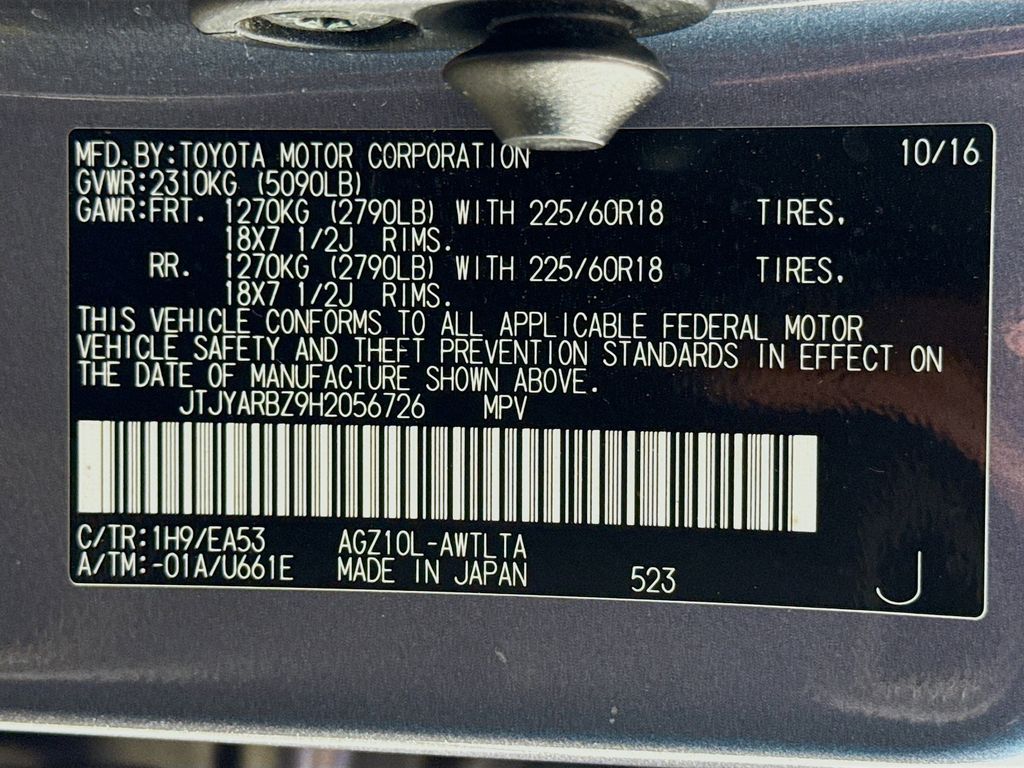 MFD.BY:TOYOTA MOTOR CORPORATION 10/16
GVWR:2310KG (5090LB)
GAWR:FRT. 1270KG (2790LB) WITH 225/60R18 TIRES.
18X7 1/2J RIMS.
RR. 1270KG (2790LB) WITH 225/60R18 TIRES.
18X7 1/2J RIMS.
THIS VEHICLE CONFORMS TO ALL APPLICABLE FEDERAL MOTOR
VEHICLE SAFETY AND THEFT PREVENTION STANDARDS IN EFFECT ON
THE DATE OF MANUFACTURE SHOWN ABOVE.
JTJYARBZ9H2056726 MPV
C/TR:1H9/EA53 AGZ10L-AWTLTA
A/TM:-01A/U661E MADE IN JAPAN 523 J